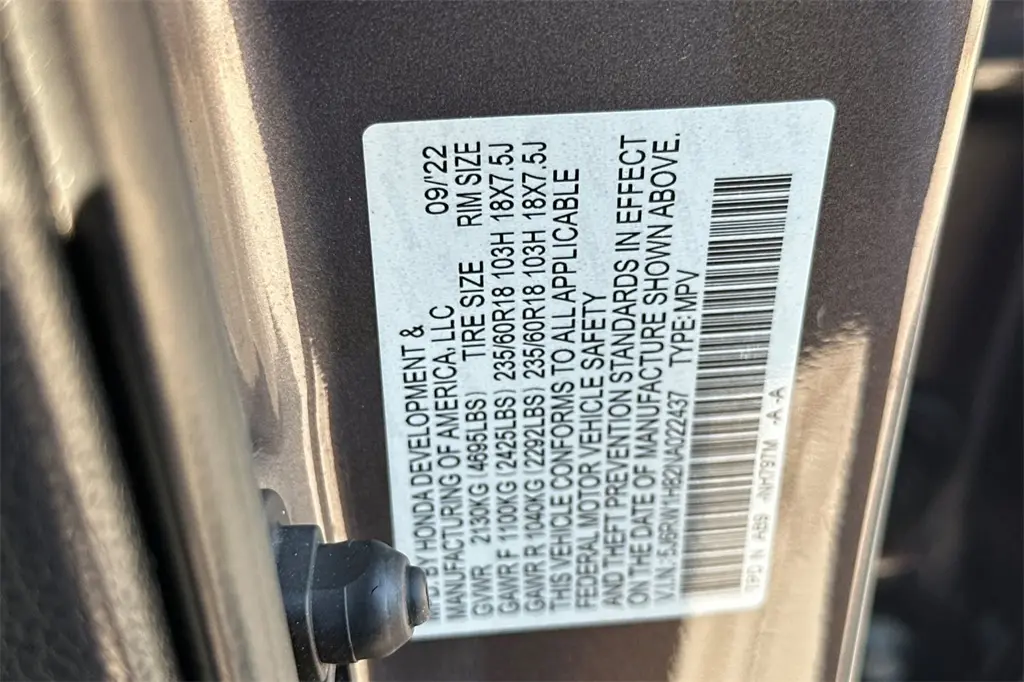 MFD. BY HONDA DEVELOPMENT &
MANUFACTURING OF AMERICA, LLC 09/'22
GVWR 2130KG (4695LBS) TIRE SIZE RIM SIZE
GAWR F 1100KG (2425LBS) 235/60R18 103H 18X7.5J
GAWR R 1040KG (2292LBS) 235/60R18 103H 18X7.5J
THIS VEHICLE CONFORMS TO ALL APPLICABLE
FEDERAL MOTOR VEHICLE SAFETY
AND THEFT PREVENTION STANDARDS IN EFFECT
ON THE DATE OF MANUFACTURE SHOWN ABOVE.
V.I.N.: 5J6RW1H82NA022437 TYPE: MPV
TPD N AB9 -NH797M -A -A